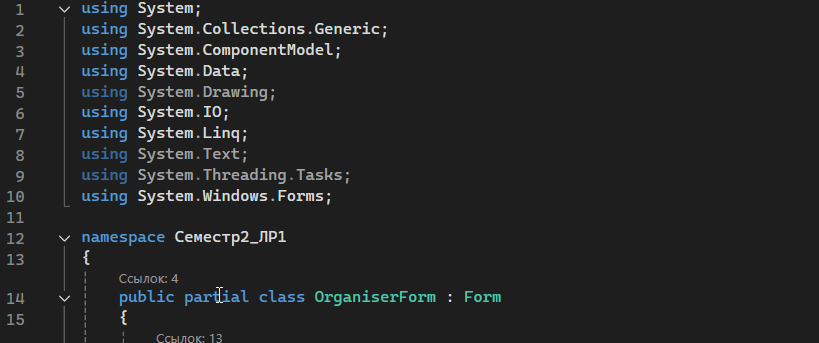 1 using System;
2 using System.Collections.Generic;
3 using System.ComponentModel;
4 using System.Data;
5 using System.Drawing;
6 using System.IO;
7 using System.Linq;
8 using System.Text;
9 using System.Threading.Tasks;
10 using System.Windows.Forms;
11
12 namespace Семестр2_ЛР1
13 {
Ссылок: 4
14 public partial class OrganiserForm : Form
15 {
Ссылок: 13